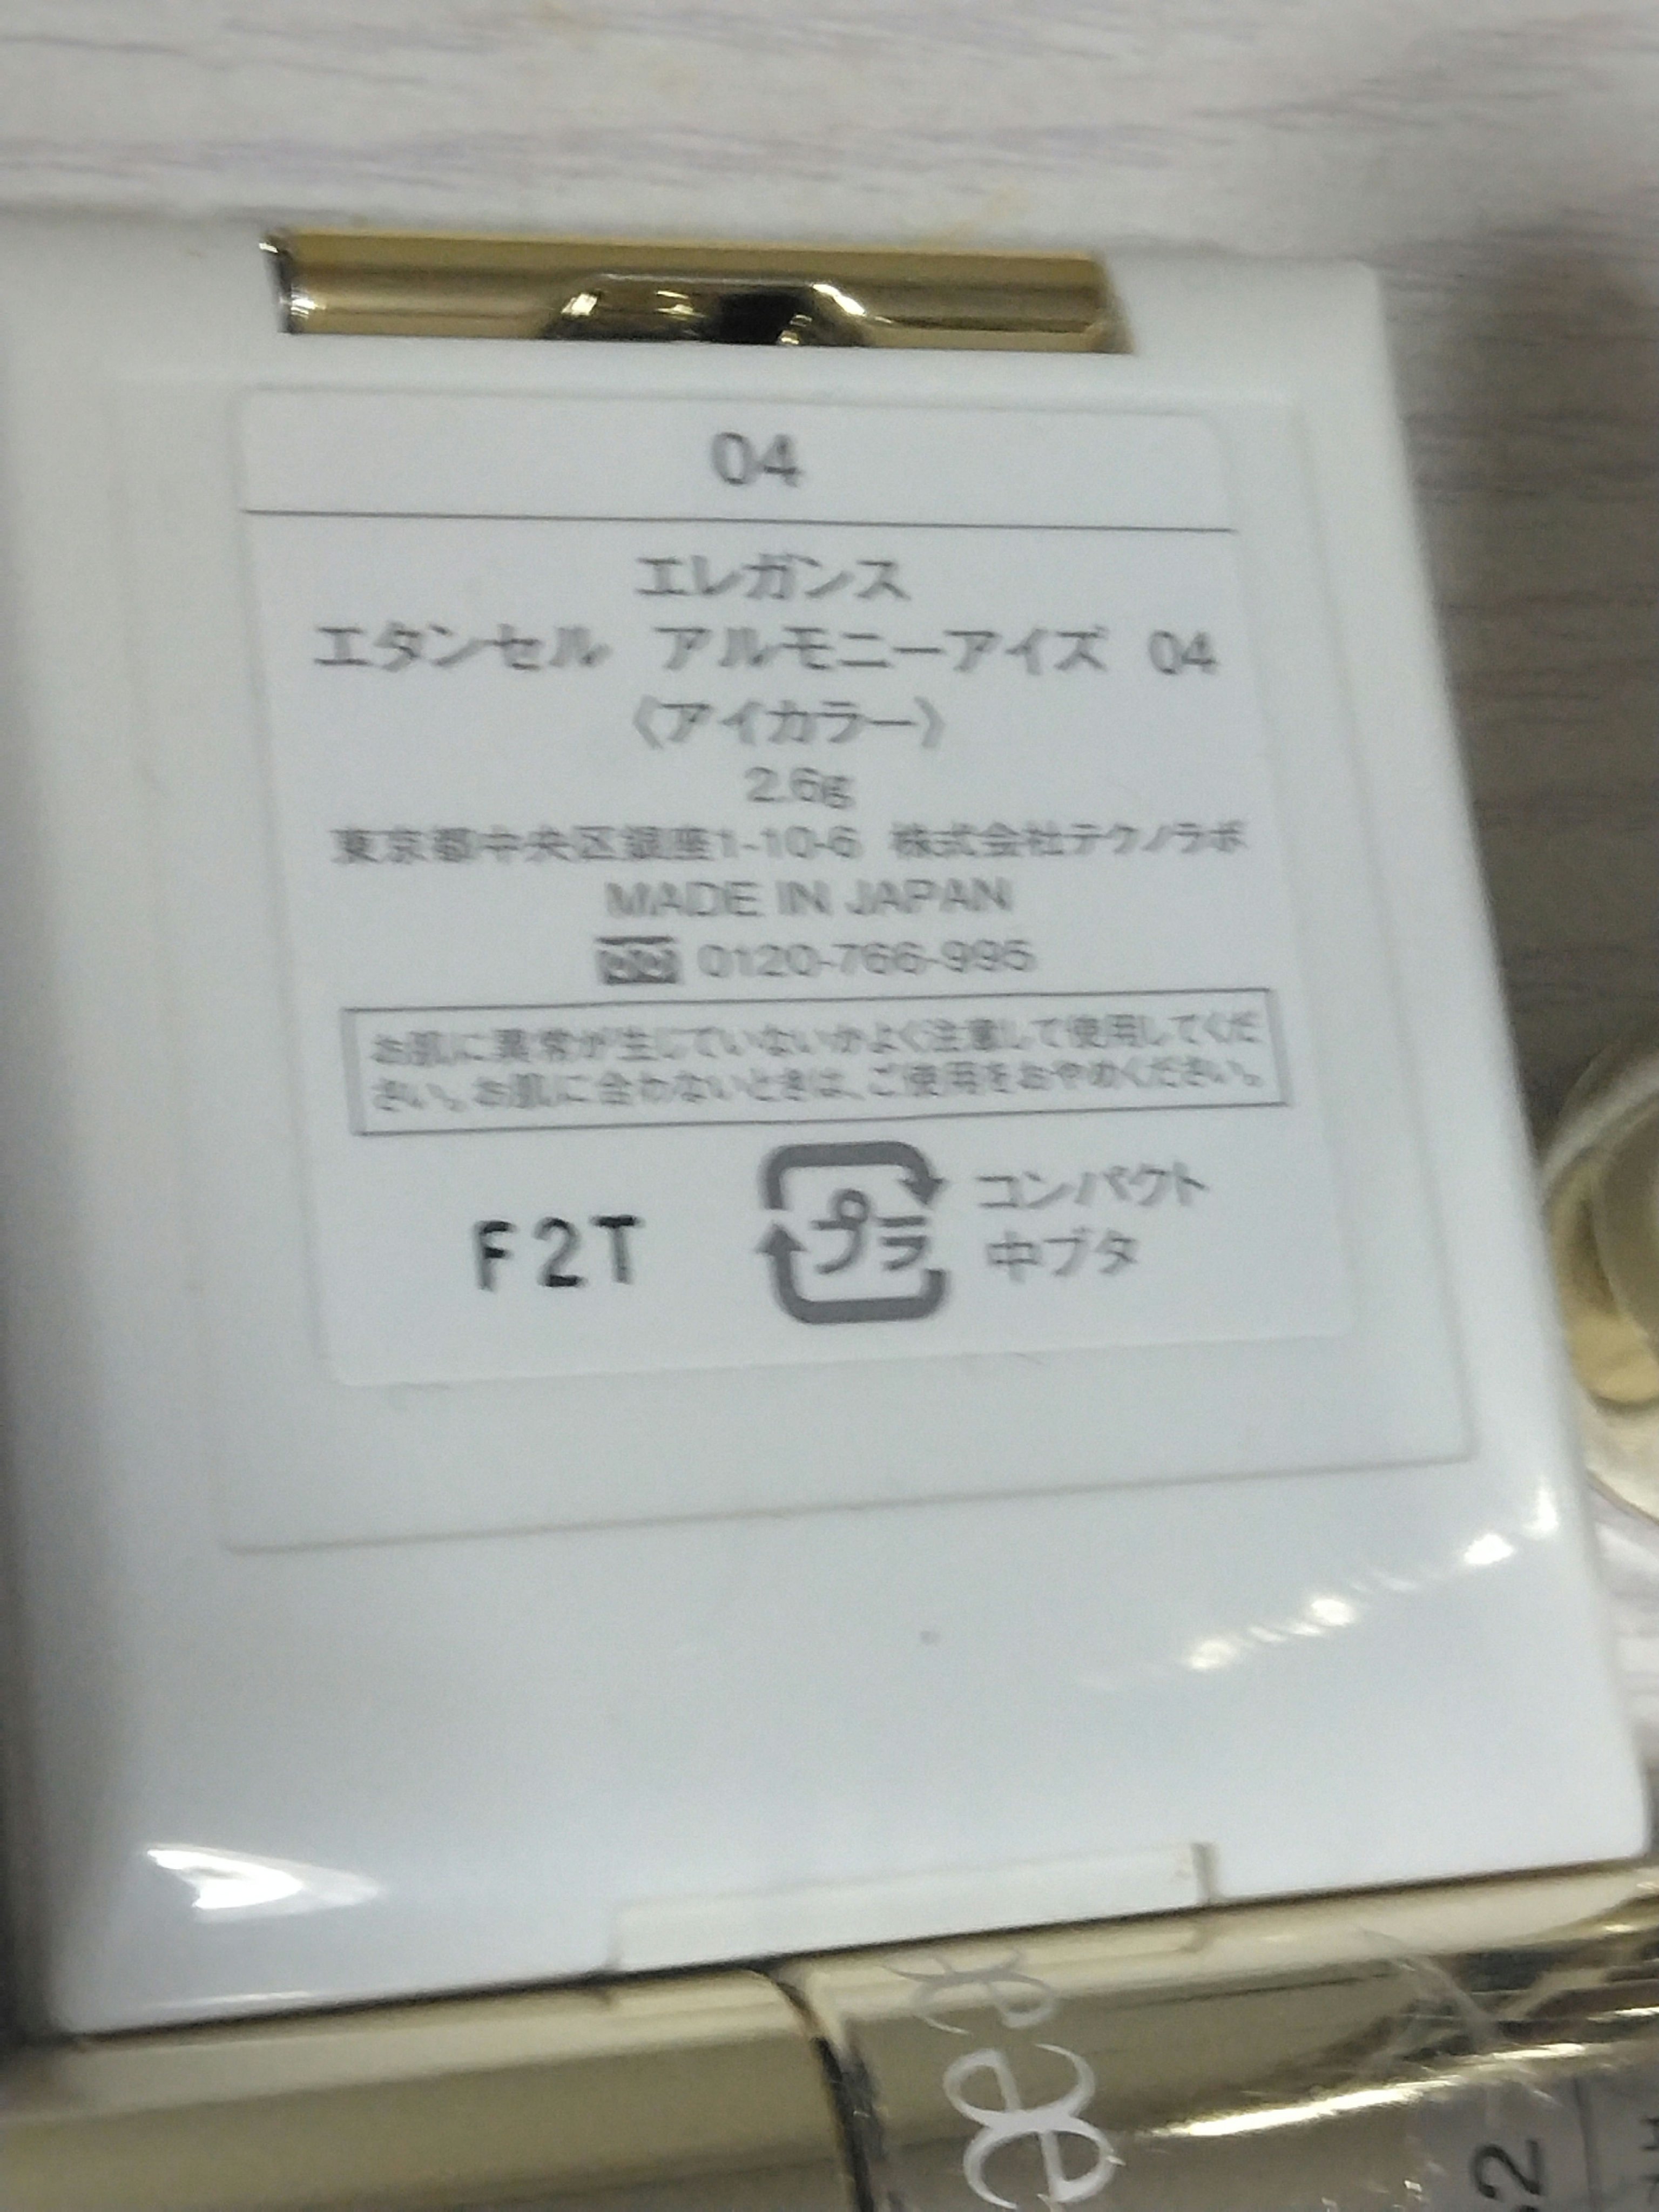 04
エレガンス
エタンセル アルモニーアイズ 04
《アイカラー》
2.6g
東京都中央区銀座1-10-6 株式会社テクノラボ
MADE IN JAPAN
0120-766-995
お肌に異常が生じていないかよく注意して使用してくだ
さい。お肌に合わないときは、ご使用をおやめください。
F2T
プラ
コンパクト
中ブタ